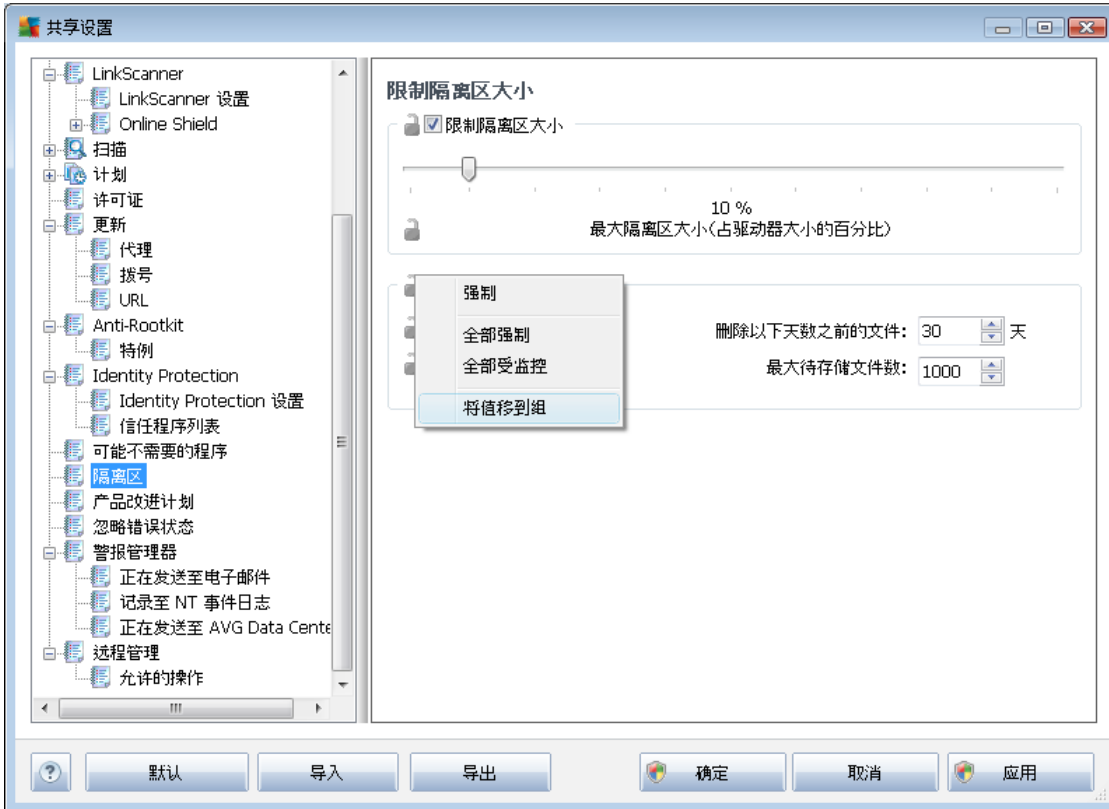 共享设置
LinkScanner
LinkScanner 设置
Online Shield
扫描
计划
许可证
更新
代理
拨号
URL
Anti-Rootkit
特例
Identity Protection
Identity Protection 设置
信任程序列表
可能不需要的程序
隔离区
产品改进计划
忽略错误状态
警报管理器
正在发送至电子邮件
记录至 NT 事件日志
正在发送至 AVG Data Cente
远程管理
允许的操作
限制隔离区大小
限制隔离区大小
10 %
最大隔离区大小(占驱动器大小的百分比)
强制
全部强制
全部受监控
将值移到组
删除以下天数之前的文件: 30 天
最大待存储文件数: 1000
? 默认 导入 导出 确定 取消 应用